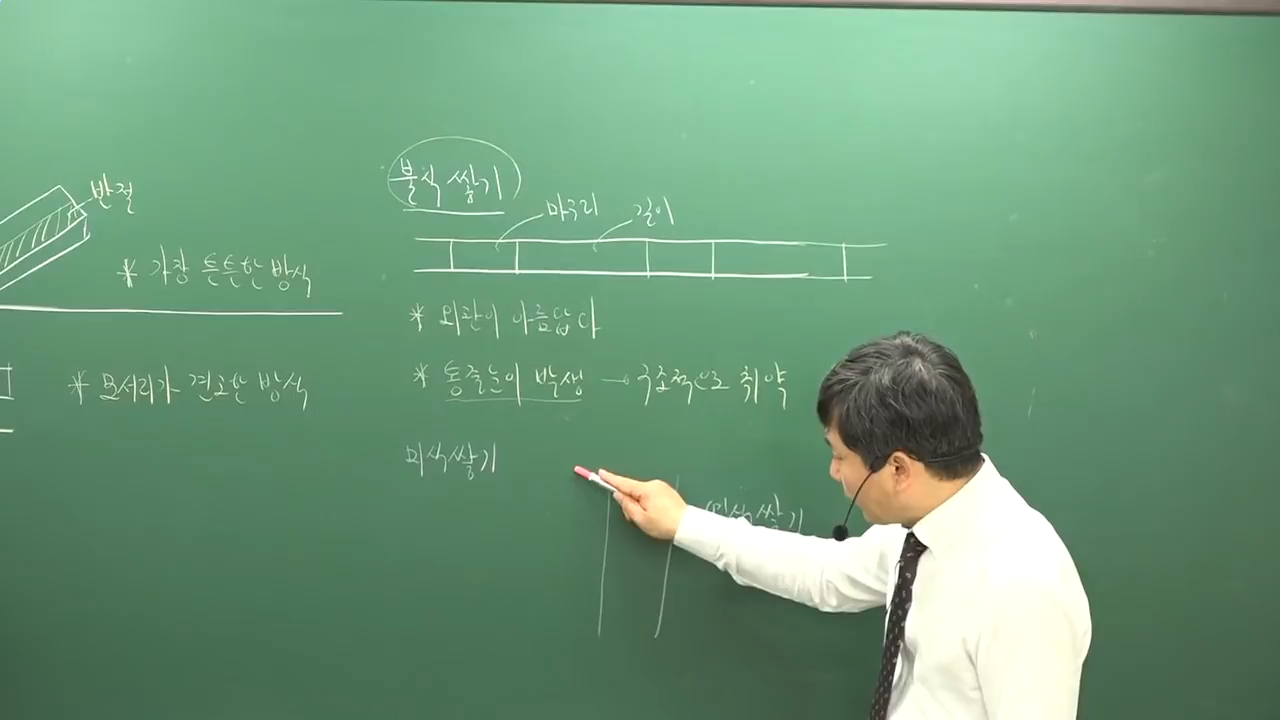 반절
* 가장 튼튼한 방식
* 모서리가 견고한 방식
불식 쌓기
마구리 길이
* 외관이 아름답다
* 통줄눈이 발생 → 구조적으로 취약
미식쌓기
쌓기